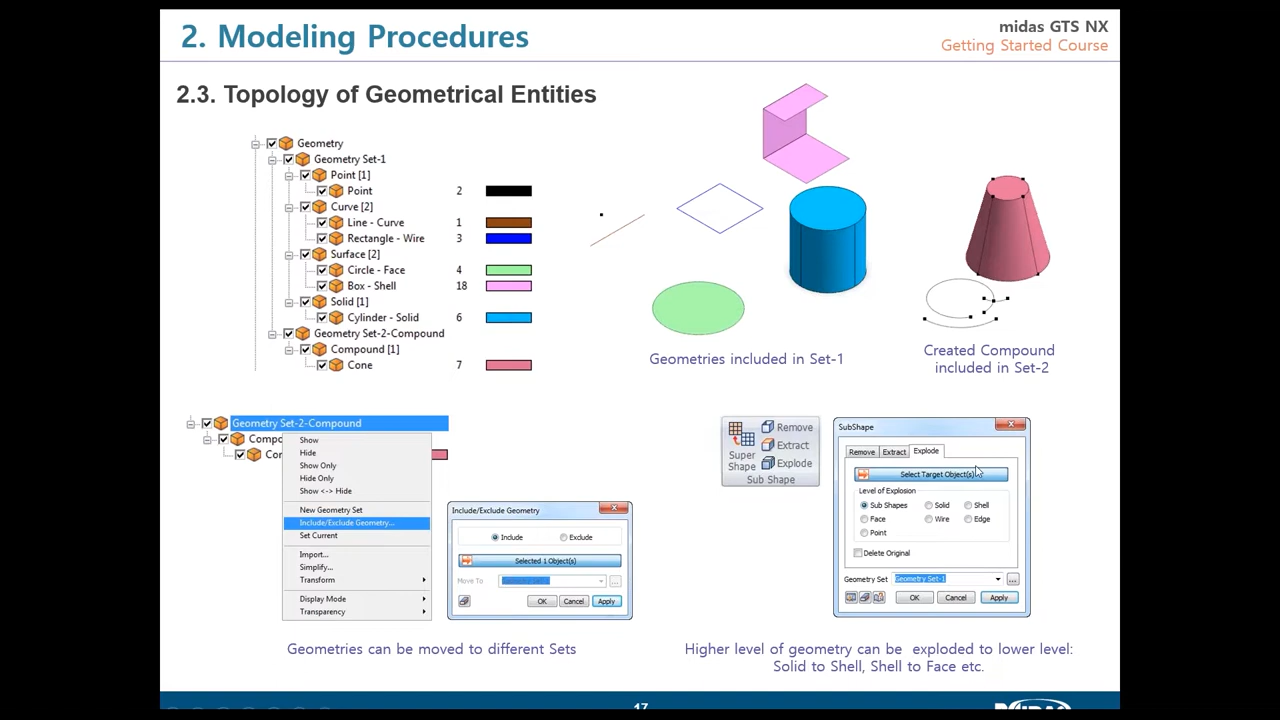 2. Modeling Procedures
midas GTS NX
Getting Started Course
2.3. Topology of Geometrical Entities
Geometry
Geometry Set-1
Point [1]
Point 2
Curve [2]
Line - Curve 1
Rectangle - Wire 3
Surface [2]
Circle - Face 4
Box - Shell 18
Solid [1]
Cylinder - Solid 6
Geometry Set-2-Compound
Compound [1]
Cone 7
Geometries included in Set-1
Created Compound
included in Set-2
Geometry Set-2-Compound
Compo
Co
Show
Hide
Show Only
Hide Only
Show <-> Hide
New Geometry Set
Include/Exclude Geometry...
Set Current
Import...
Simplify...
Transform
Display Mode
Transparency
Include/Exclude Geometry
Include Exclude
Selected 1 Object(s)
Move To
...
OK Cancel Apply
Geometries can be moved to different Sets
Super
Shape
Remove
Extract
Explode
Sub Shape
SubShape
Remove Extract Explode
Select Target Object(s)
Level of Explosion
Sub Shapes Solid Shell
Face Wire Edge
Point
Delete Original
Geometry Set Geometry Set-1 ...
OK Cancel Apply
Higher level of geometry can be exploded to lower level:
Solid to Shell, Shell to Face etc.
17